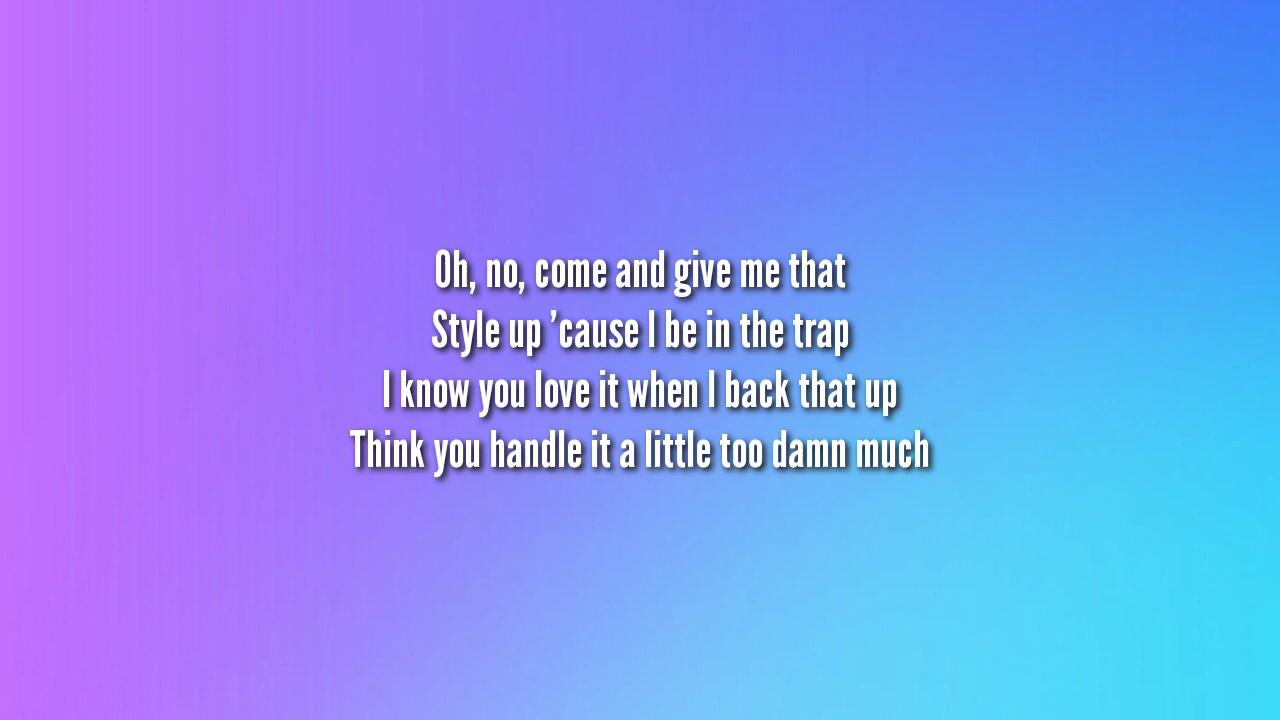 Oh, no, come and give me that
Style up ’cause I be in the trap
I know you love it when I back that up
Think you handle it a little too damn much